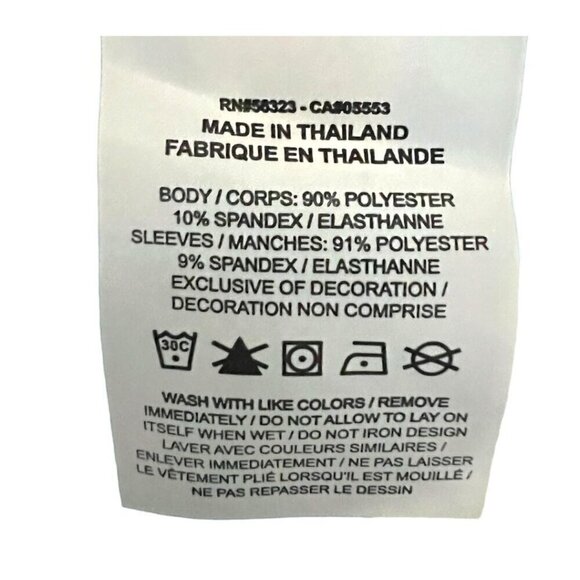 RN#56323 - CA#05553
MADE IN THAILAND
FABRIQUE EN THAILANDE
BODY / CORPS: 90% POLYESTER
10% SPANDEX / ELASTHANNE
SLEEVES / MANCHES: 91% POLYESTER
9% SPANDEX / ELASTHANNE
EXCLUSIVE OF DECORATION /
DECORATION NON COMPRISE
30C
WASH WITH LIKE COLORS / REMOVE
IMMEDIATELY / DO NOT ALLOW TO LAY ON
ITSELF WHEN WET / DO NOT IRON DESIGN
LAVER AVEC COULEURS SIMILAIRES /
ENLEVER IMMEDIATEMENT / NE PAS LAISSER
LE VÊTEMENT PLIÉ LORSQU'IL EST MOUILLÉ /
NE PAS REPASSER LE DESSIN